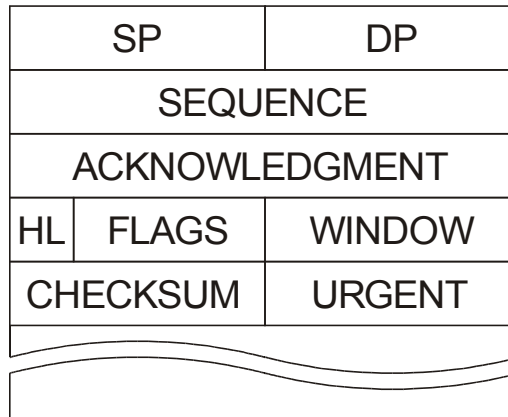 SP DP
SEQUENCE
ACKNOWLEDGMENT
HL FLAGS WINDOW
CHECKSUM URGENT